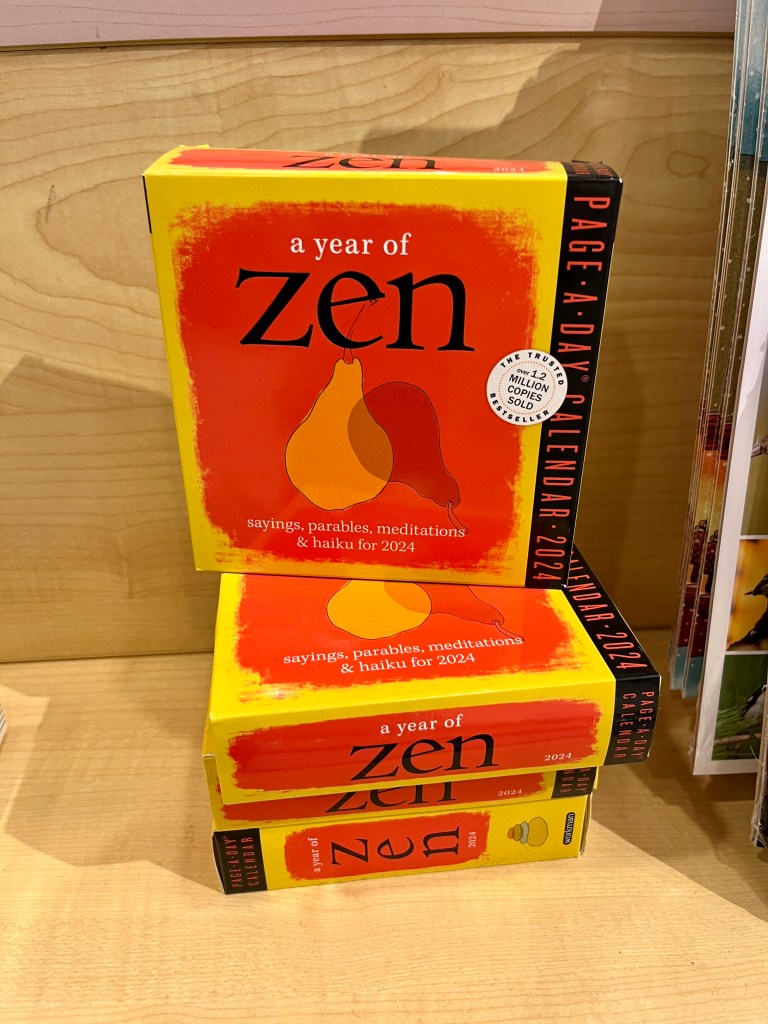 zen
2024
a year of
zen
sayings, parables, meditations
& haiku for 2024
THE TRUSTED
over 1.2
MILLION
COPIES
SOLD
BESTSELLER
PAGE·A·DAY® CALENDAR·2024
sayings, parables, meditations
& haiku for 2024
CALENDAR·2024
a year of
zen
2024
PAGE·A·DAY
CALENDAR
zen
2024
CALENDAR
PAGE·A·DAY®
CALENDAR
a year of
zen
2024
workman